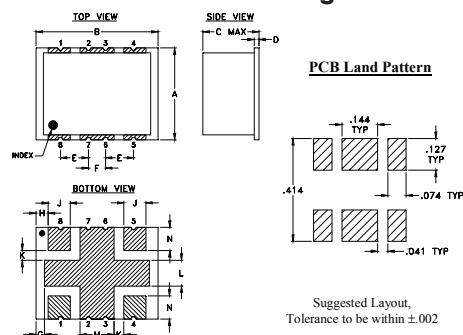 TOP VIEW
B
1 2 3 4
A
INDEX
8 7 6 5
E F E
SIDE VIEW
C MAX
D
BOTTOM VIEW
H J J
8 7 6 5
K
N
L
N
1 2 3 4
G M K
PCB Land Pattern
.144
TYP
.127
TYP
.414
.074 TYP
.041 TYP
Suggested Layout,
Tolerance to be within ±.002